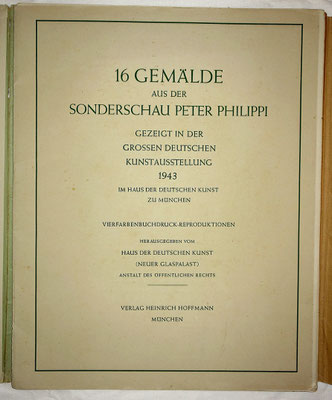 16 GEMÄLDE
AUS DER
SONDERSCHAU PETER PHILIPPI
GEZEIGT IN DER
GROSSEN DEUTSCHEN
KUNSTAUSSTELLUNG
1943
IM HAUS DER DEUTSCHEN KUNST
ZU MÜNCHEN
VIERFARBENBUCHDRUCK-REPRODUKTIONEN
HERAUSGEGEBEN VOM
HAUS DER DEUTSCHEN KUNST
(NEUER GLASPALAST)
ANSTALT DES ÖFFENTLICHEN RECHTS
VERLAG HEINRICH HOFFMANN
MÜNCHEN